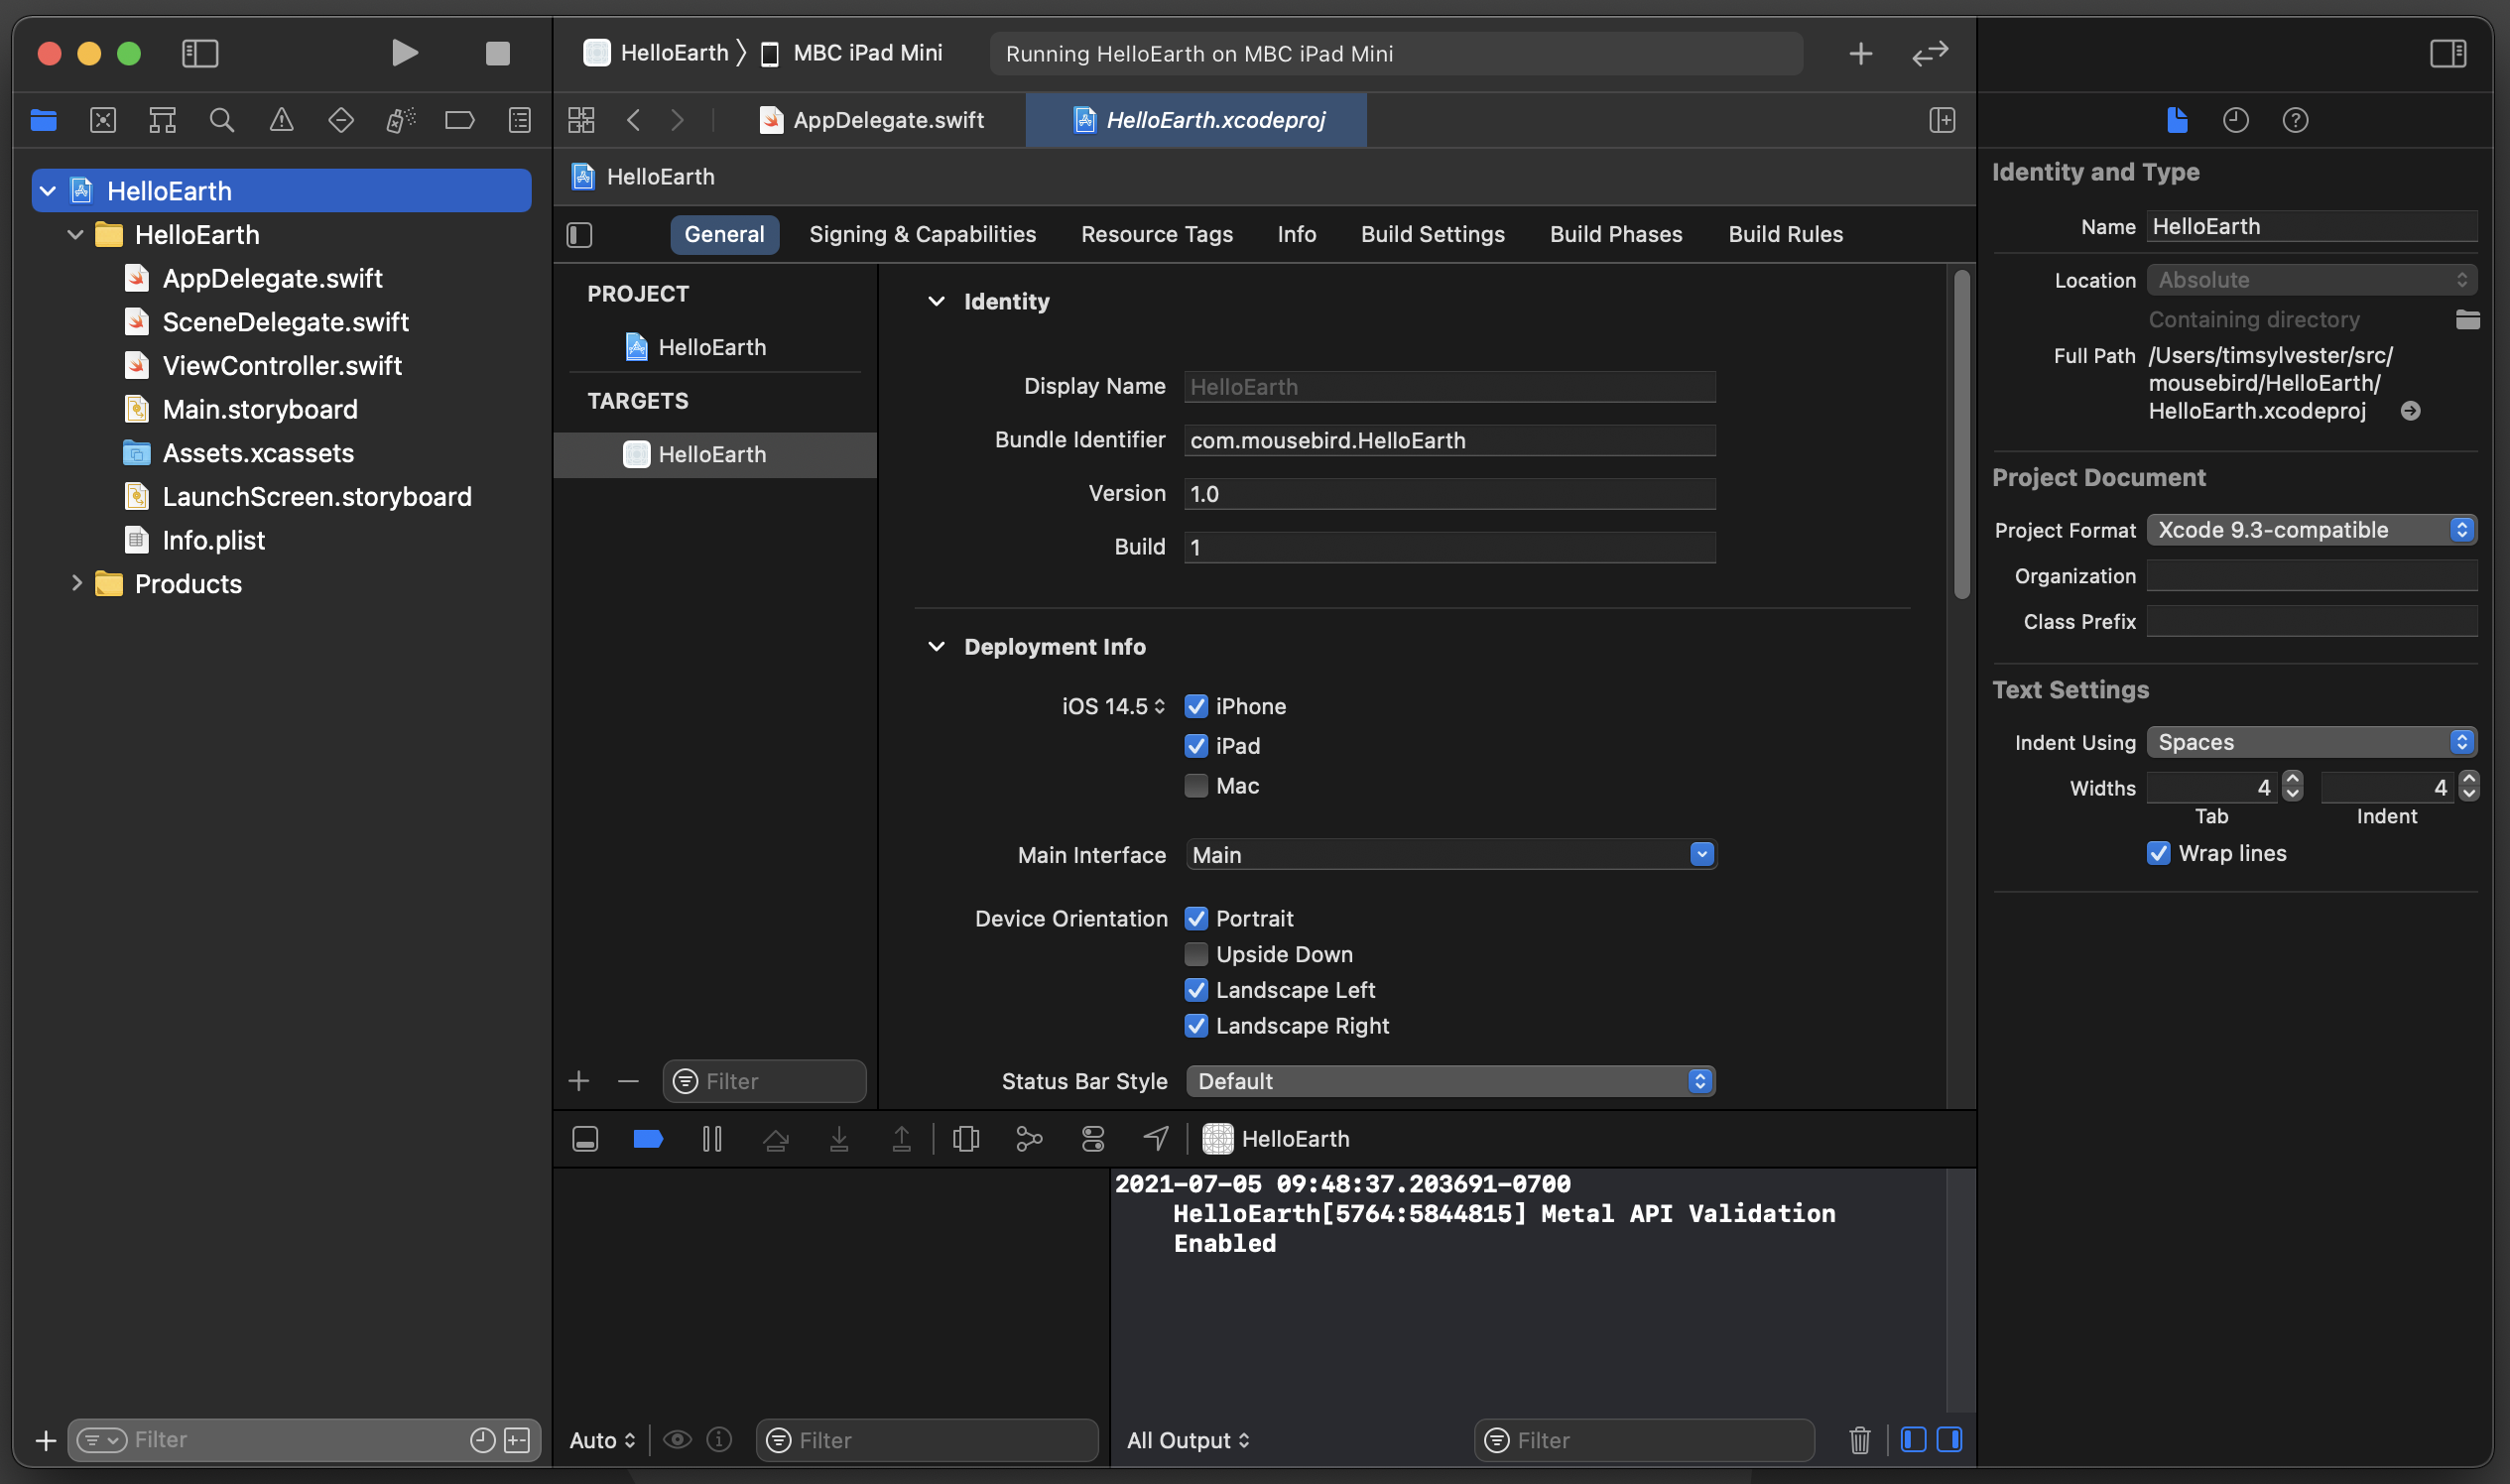 HelloEarth
MBC iPad Mini
Running HelloEarth on MBC iPad Mini
AppDelegate.swift
HelloEarth.xcodeproj
HelloEarth
HelloEarth
AppDelegate.swift
SceneDelegate.swift
ViewController.swift
Main.storyboard
Assets.xcassets
LaunchScreen.storyboard
Info.plist
Products
Filter
HelloEarth
General
Signing & Capabilities
Resource Tags
Info
Build Settings
Build Phases
Build Rules
PROJECT
HelloEarth
TARGETS
HelloEarth
Filter
Identity
Display Name HelloEarth
Bundle Identifier com.mousebird.HelloEarth
Version 1.0
Build 1
Deployment Info
iOS 14.5 iPhone
iPad
Mac
Main Interface Main
Device Orientation Portrait
Upside Down
Landscape Left
Landscape Right
Status Bar Style Default
HelloEarth
2021-07-05 09:48:37.203691-0700
HelloEarth[5764:5844815] Metal API Validation
Enabled
Auto
Filter
All Output
Filter
Identity and Type
Name HelloEarth
Location Absolute
Containing directory
Full Path /Users/timsylvester/src/
mousebird/HelloEarth/
HelloEarth.xcodeproj
Project Document
Project Format Xcode 9.3-compatible
Organization
Class Prefix
Text Settings
Indent Using Spaces
Widths 4 4
Tab Indent
Wrap lines